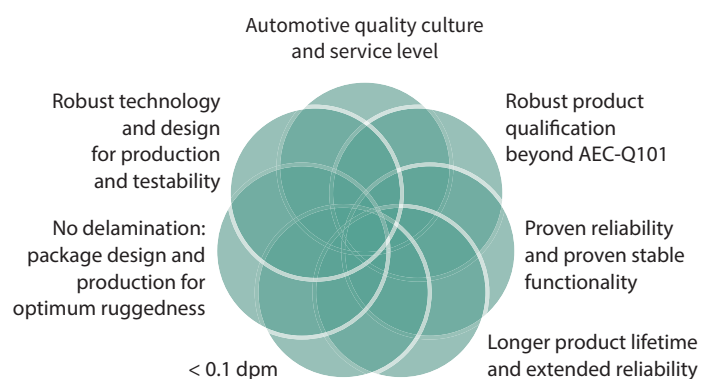 Automotive quality culture
and service level
Robust technology
and design
for production
and testability
Robust product
qualification
beyond AEC-Q101
No delamination:
package design and
production for
optimum ruggedness
Proven reliability
and proven stable
functionality
< 0.1 dpm
Longer product lifetime
and extended reliability